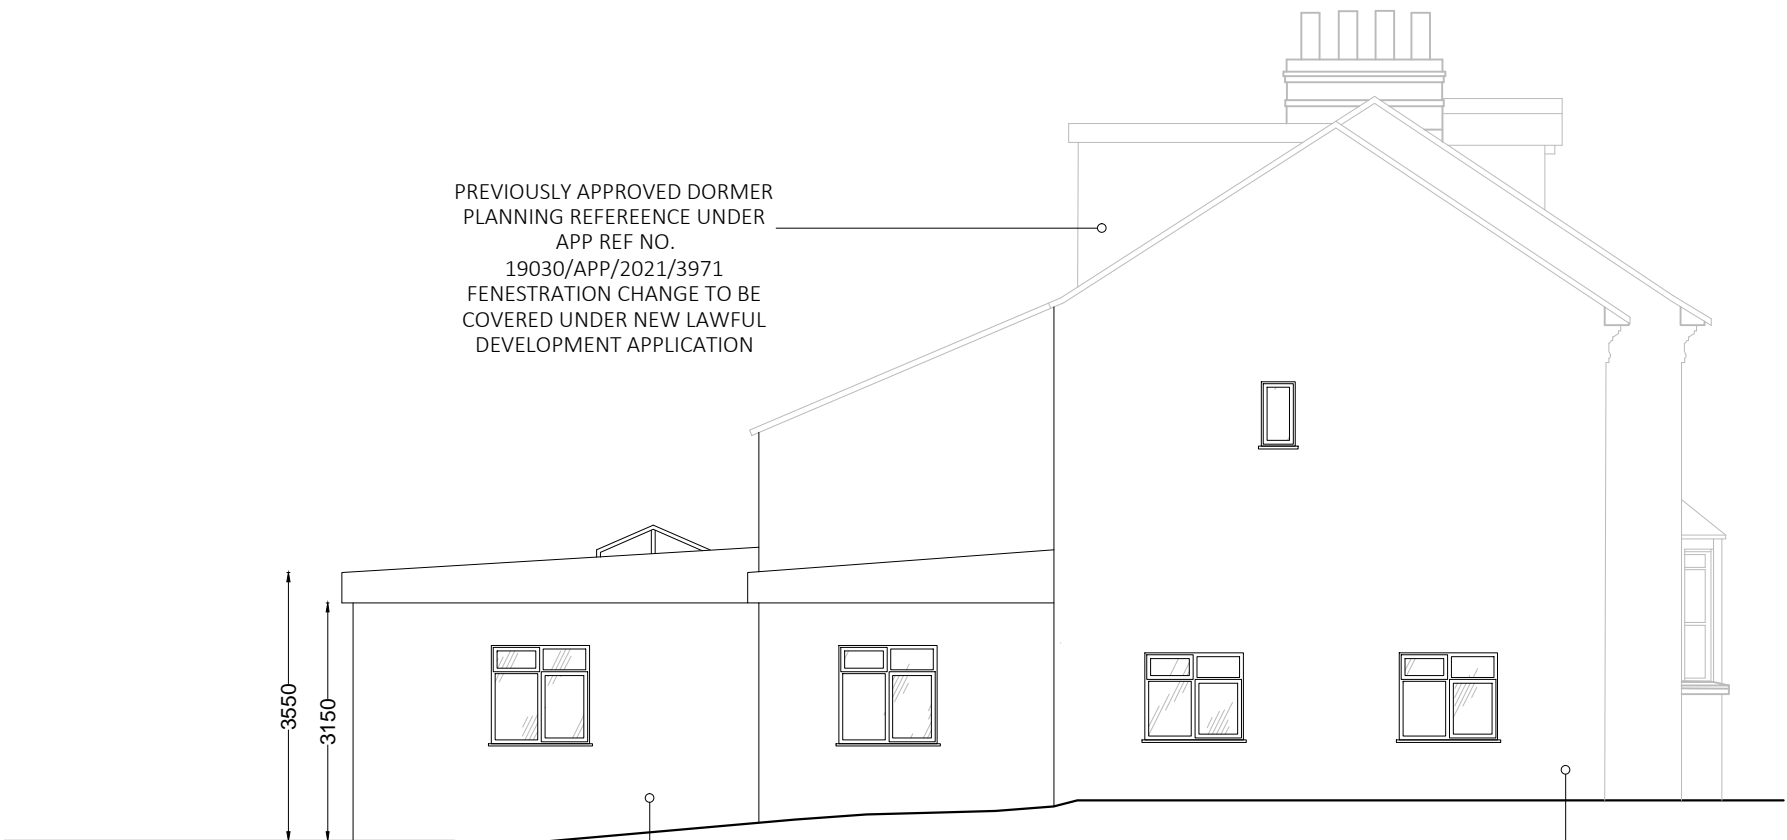 PREVIOUSLY APPROVED DORMER
PLANNING REFEREENCE UNDER
APP REF NO.
19030/APP/2021/3971
FENESTRATION CHANGE TO BE
COVERED UNDER NEW LAWFUL
DEVELOPMENT APPLICATION
3550
3150